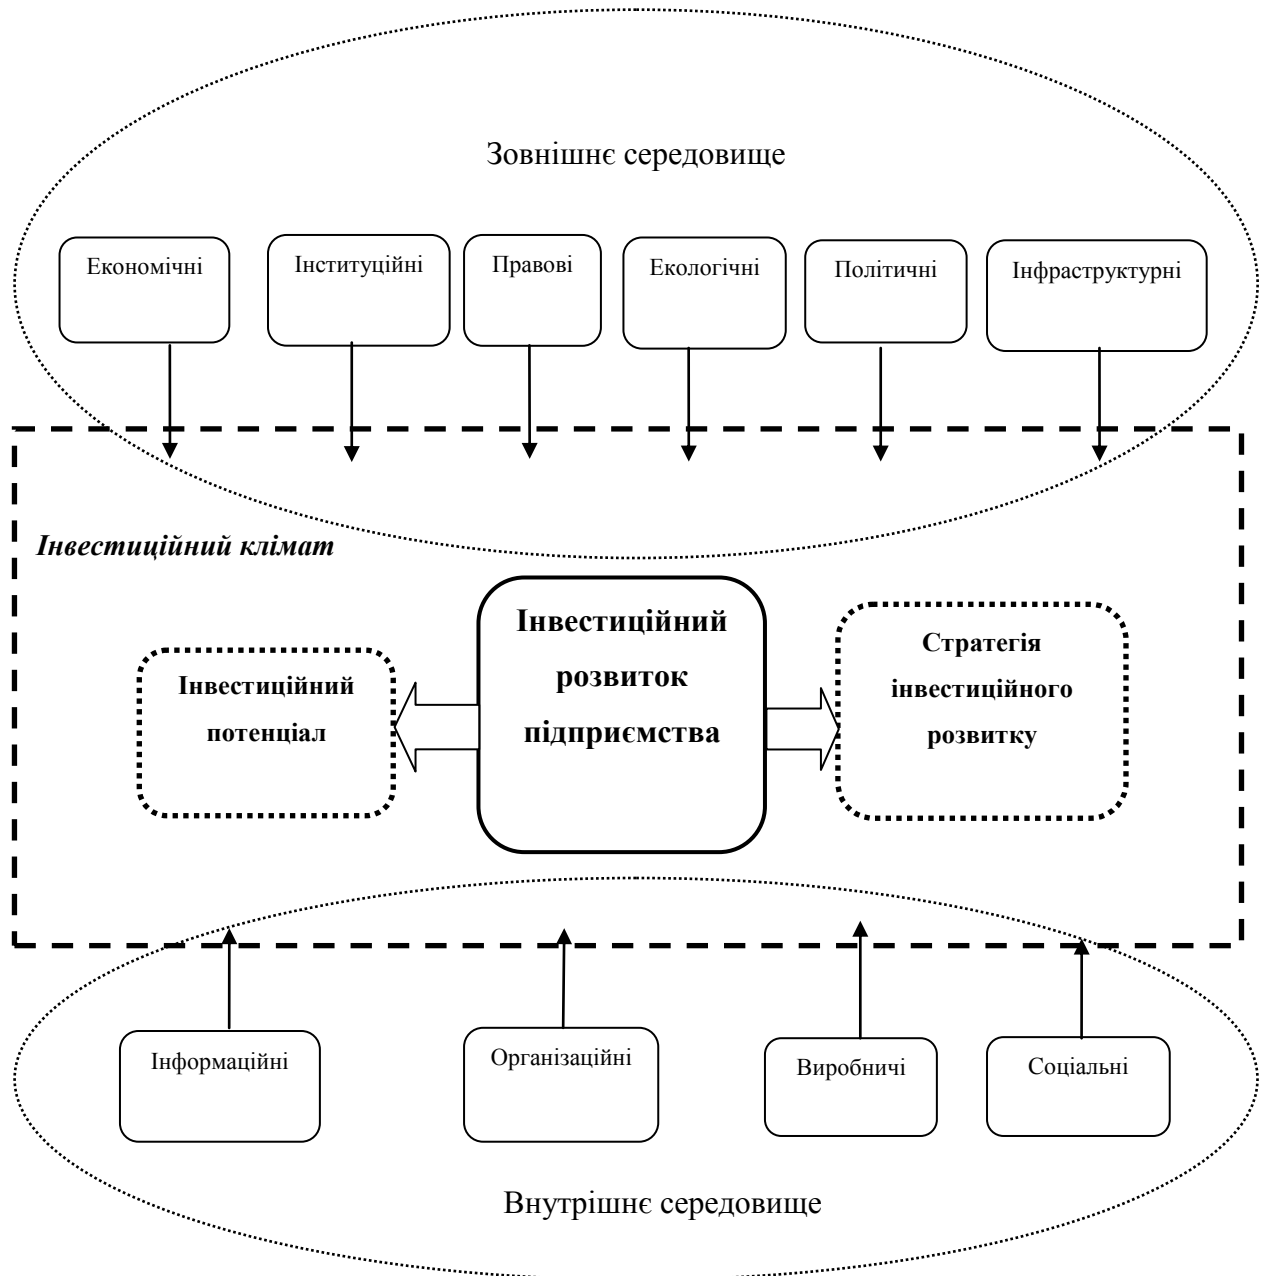 Зовнішнє середовище
Економічні
Інституційні
Правові
Екологічні
Політичні
Інфраструктурні
Інвестиційний клімат
Інвестиційний
потенціал
Інвестиційний
розвиток
підприємства
Стратегія
інвестиційного
розвитку
Інформаційні
Організаційні
Виробничі
Соціальні
Внутрішнє середовище